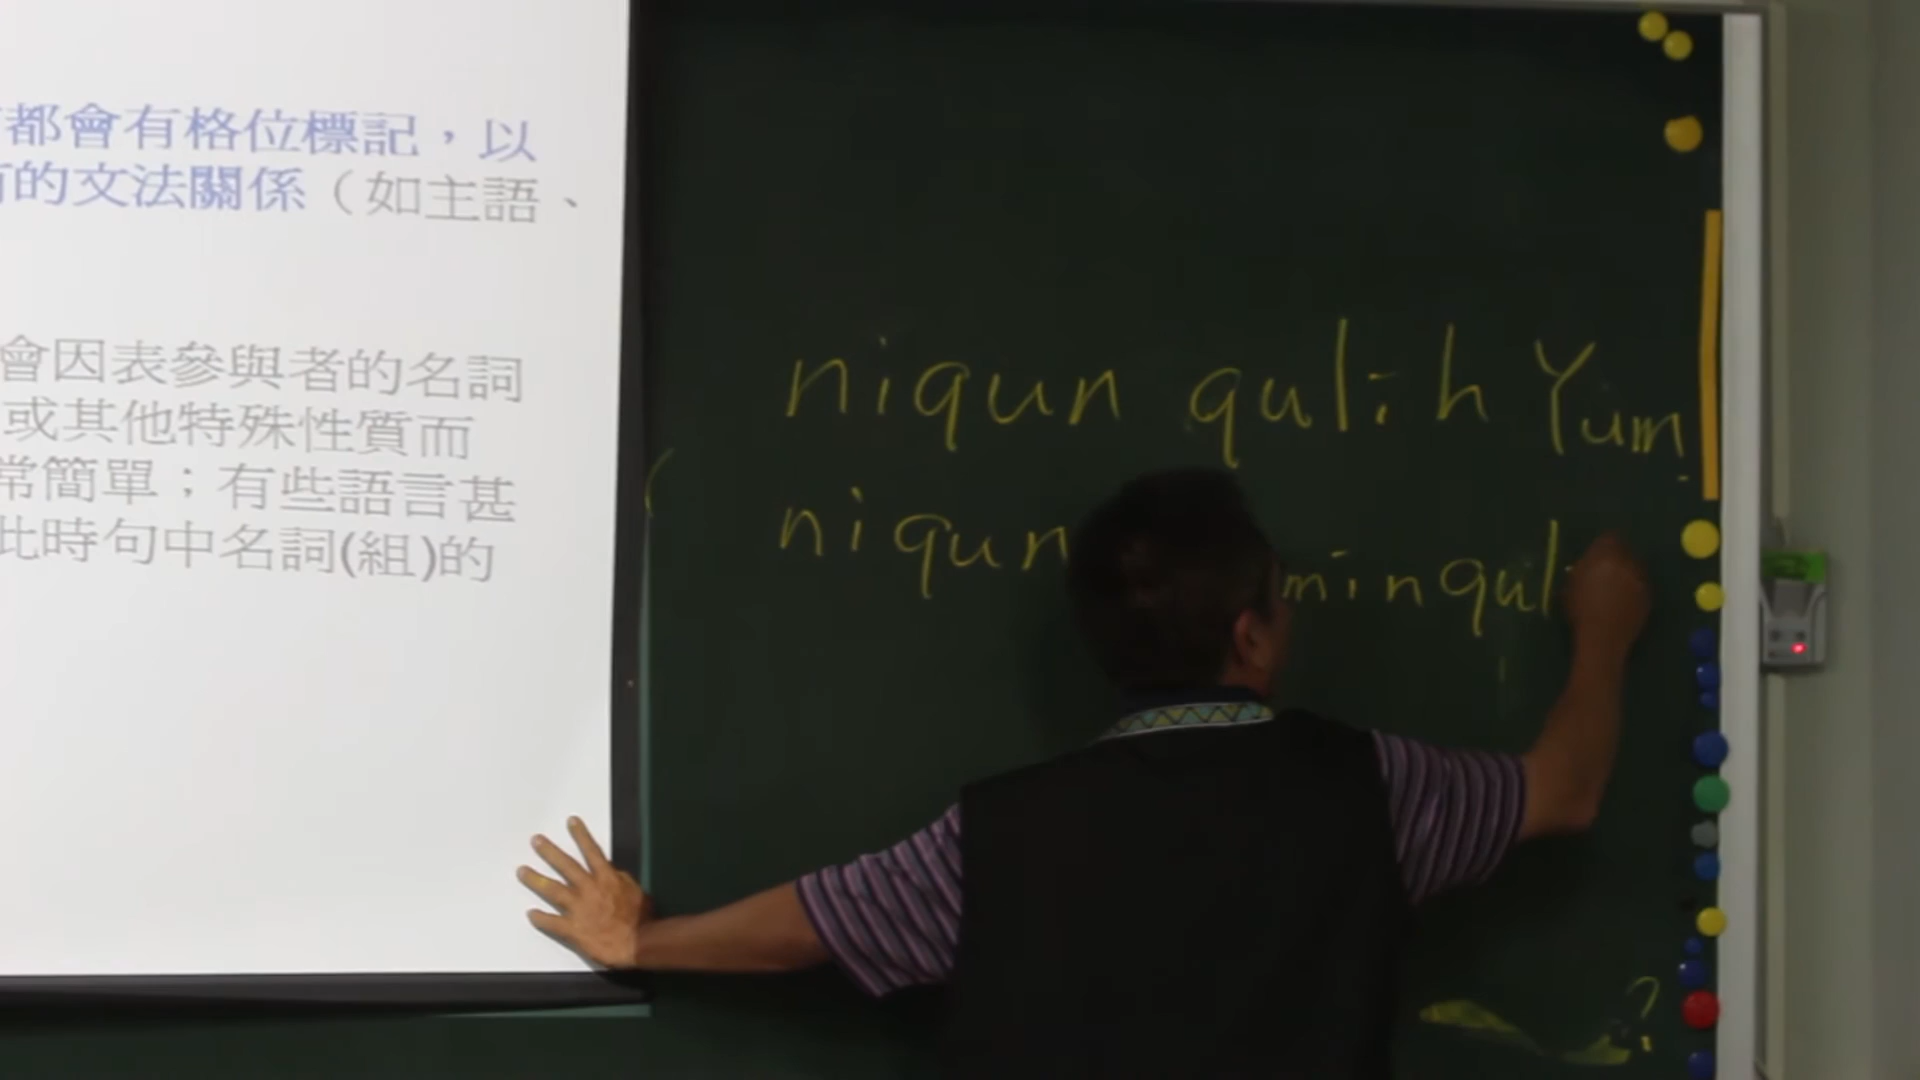 都會有格位標記，以
的文法關係（如主語、
會因表參與者的名詞
或其他特殊性質而
常簡單；有些語言甚
此時句中名詞(組)的
niqun qulih Yum
niqun minqul
?